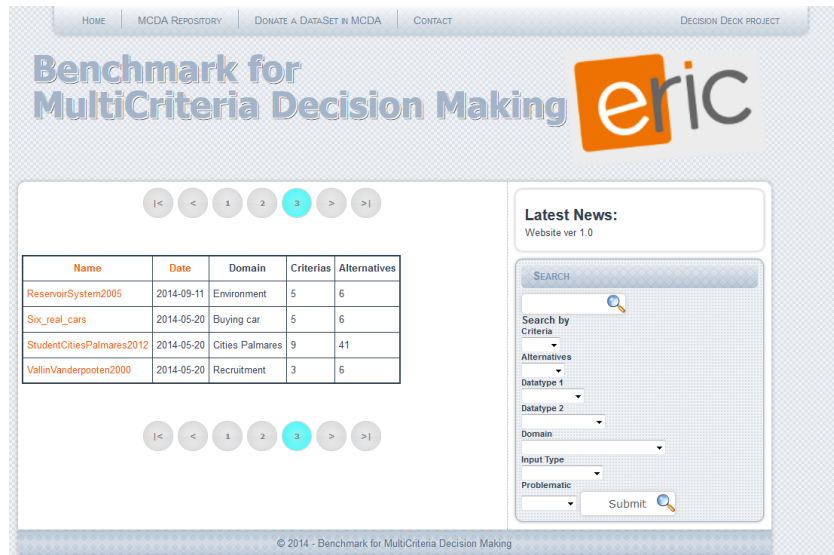 Home MCDA Repository Donate a DataSet in MCDA Contact Decision Deck project
Benchmark for
MultiCriteria Decision Making
eric
|< < 1 2 3 > >|
Latest News:
Website ver 1.0
Name Date Domain Criterias Alternatives
ReservoirSystem2005 2014-09-11 Environment 5 6
Six_real_cars 2014-05-20 Buying car 5 6
StudentCitiesPalmares2012 2014-05-20 Cities Palmares 9 41
VallinVanderpooten2000 2014-05-20 Recruitment 3 6
|< < 1 2 3 > >|
Search
Search by
Criteria
Alternatives
Datatype 1
Datatype 2
Domain
Input Type
Problematic
Submit
© 2014 - Benchmark for MultiCriteria Decision Making